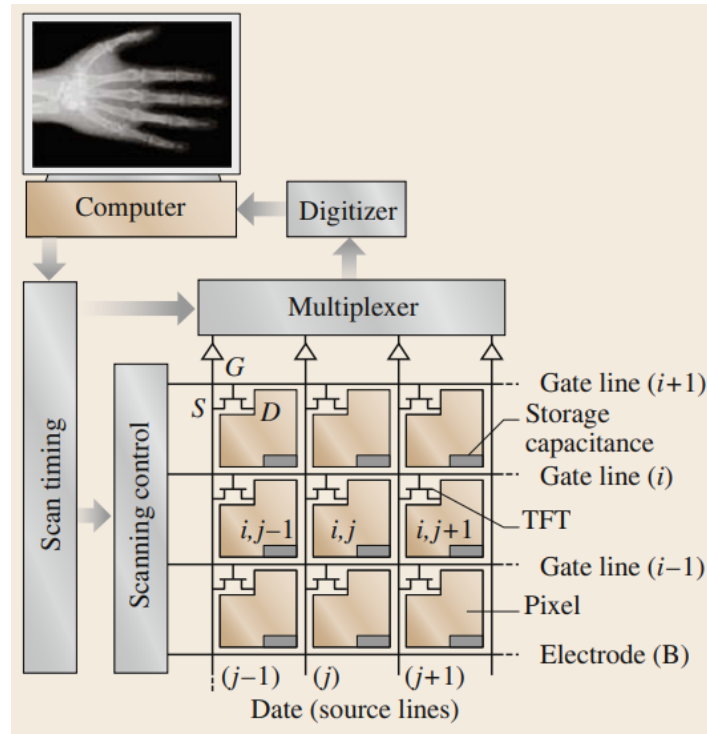 Computer
Digitizer
Multiplexer
Scan timing
Scanning control
G
S
D
Gate line (i+1)
Storage
capacitance
Gate line (i)
i,j–1
i,j
i,j+1
TFT
Gate line (i–1)
Pixel
Electrode (B)
(j–1)
(j)
(j+1)
Date (source lines)